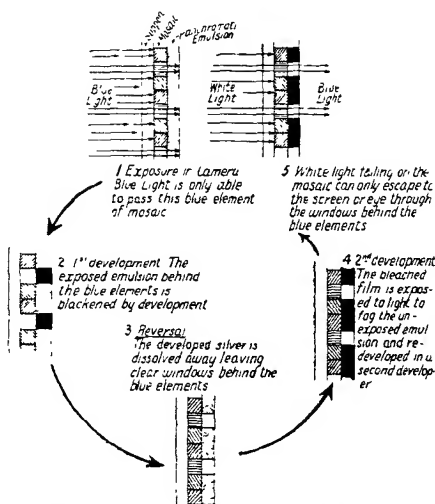 Support
Mosaic
Panchromatic
Emulsion
Blue
Light
White
Light
Blue
Light
1 Exposure in Camera
Blue Light is only able
to pass this blue element
of mosaic
5 White light falling on the
mosaic can only escape to
the screen or eye through
the windows behind the
blue elements
2 1st development The
exposed emulsion behind
the blue elements is
blackened by development
3 Reversal
The developed silver is
dissolved away leaving
clear windows behind the
blue elements
4 2nd development
The bleached
film is expos-
ed to light to
fog the un-
exposed emul
sion and re-
developed in a
second develop-
er